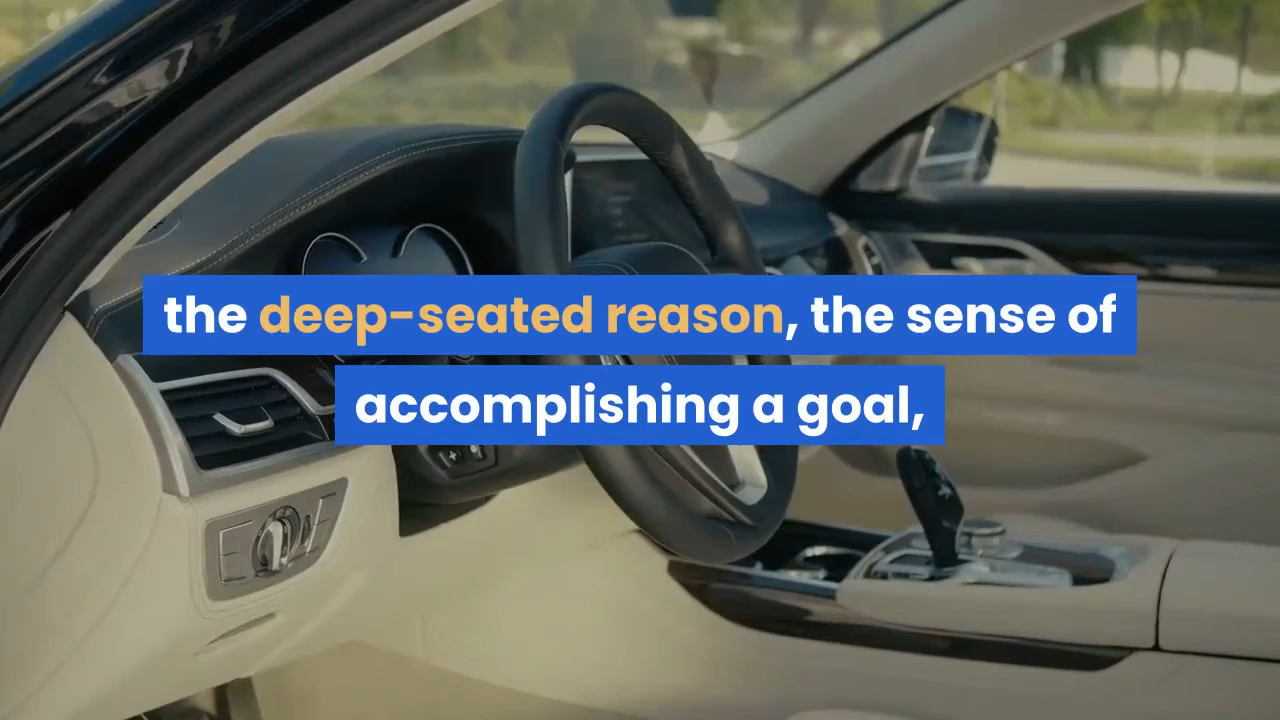 the deep-seated reason, the sense of
accomplishing a goal,